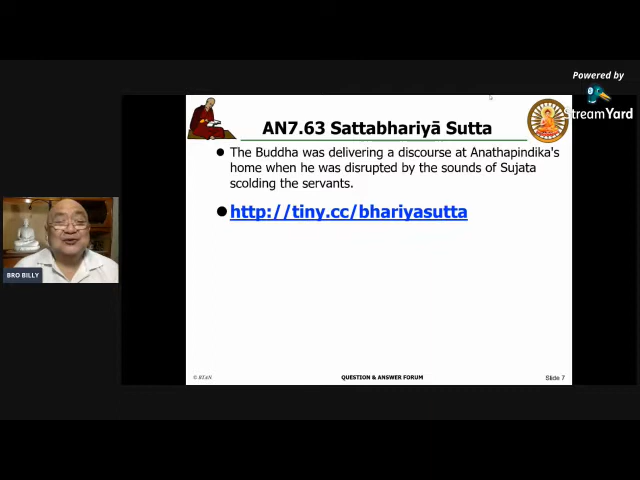 Powered by
StreamYard
AN7.63 Sattabhariyā Sutta
● The Buddha was delivering a discourse at Anathapindika's
home when he was disrupted by the sounds of Sujata
scolding the servants.
● http://tiny.cc/bhariyasutta
BRO BILLY
© BTAN
QUESTION & ANSWER FORUM
Slide 7